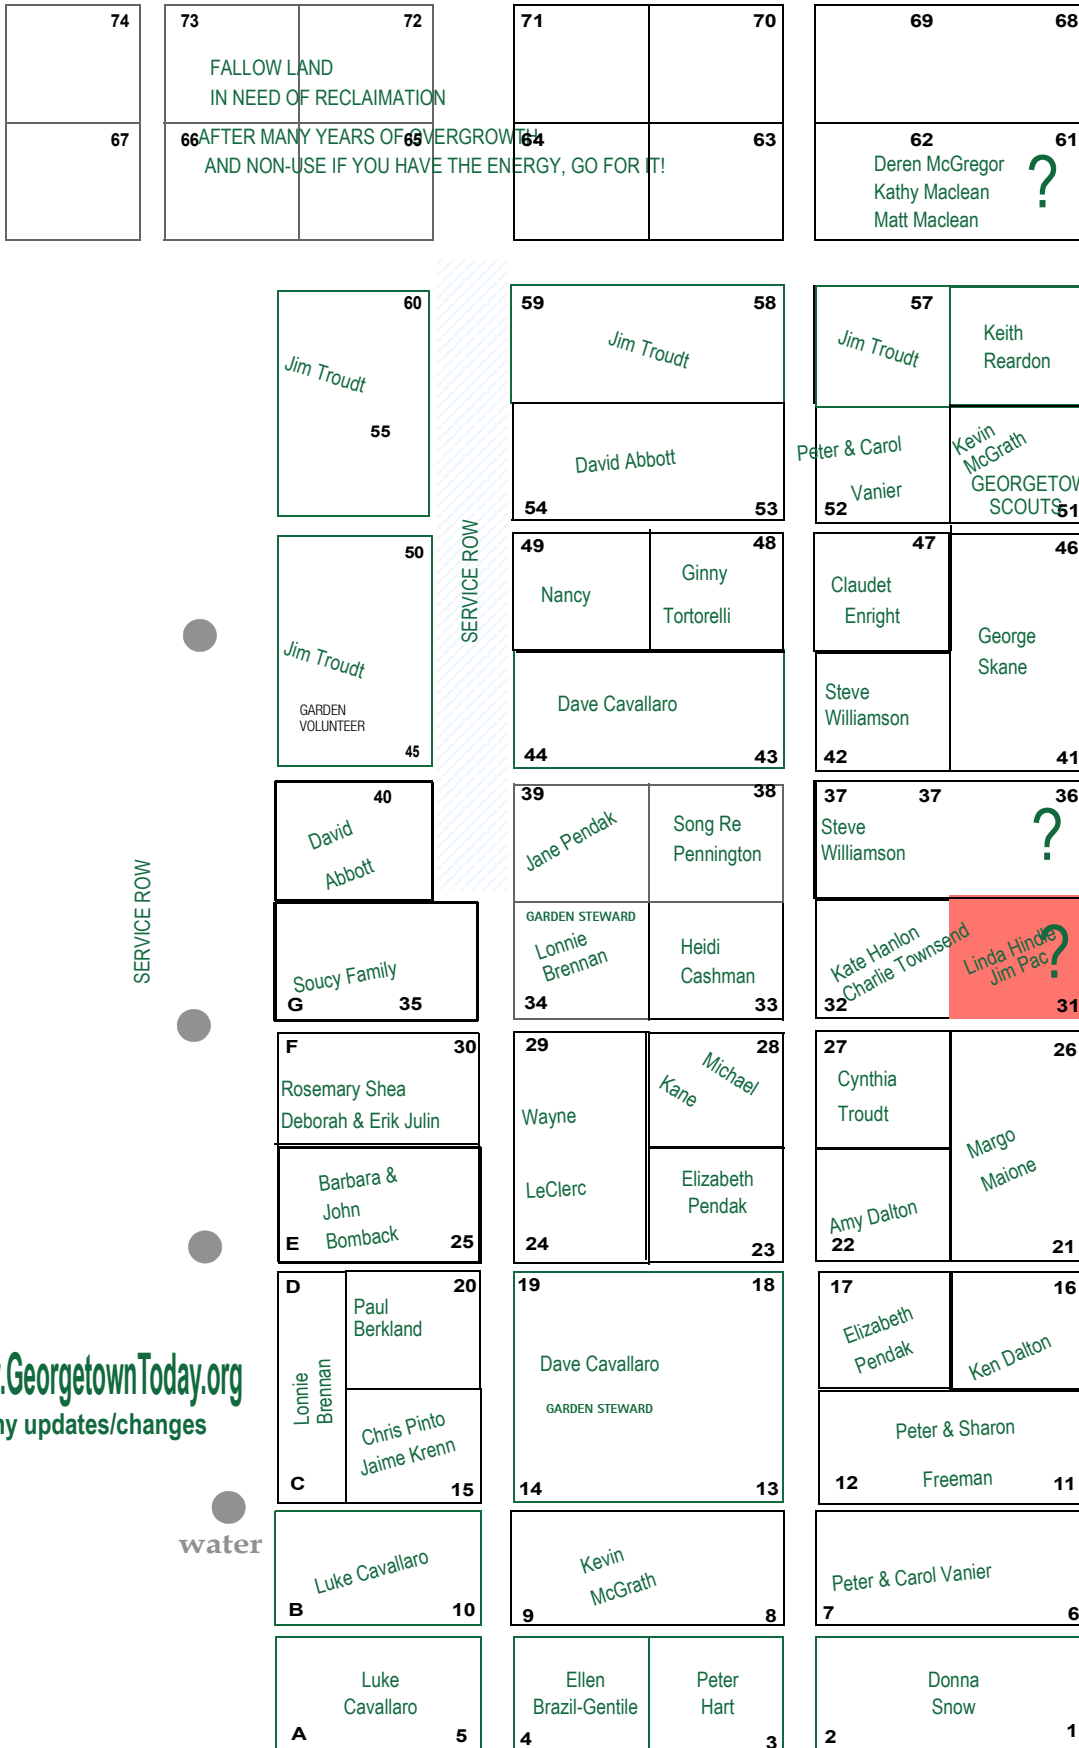 74 73 72 71 70 69 68
FALLOW LAND
IN NEED OF RECLAIMATION
67 66 65 64 63 62 61
AFTER MANY YEARS OF OVERGROWTH
AND NON-USE IF YOU HAVE THE ENERGY, GO FOR IT!
Deren McGregor
Kathy Maclean
Matt Maclean
?
60 59 58 57
Jim Troudt
Jim Troudt
Jim Troudt
Keith
Reardon
55
David Abbott
Peter & Carol
Vanier
Kevin
McGrath
GEORGETOW
SCOUTS
54 53 52 51
SERVICE ROW
50 49 48 47 46
Nancy
Ginny
Tortorelli
Claudet
Enright
George
Skane
Jim Troudt
GARDEN
VOLUNTEER
Dave Cavallaro
Steve
Williamson
45 44 43 42 41
40 39 38 37 37 36
David
Abbott
Jane Pendak
Song Re
Pennington
Steve
Williamson
?
SERVICE ROW
Soucy Family
GARDEN STEWARD
Lonnie
Brennan
Heidi
Cashman
Kate Hanlon
Charlie Townsend
Linda Hindle
Jim Pac
?
G 35 34 33 32 31
F 30 29 28 27 26
Rosemary Shea
Deborah & Erik Julin
Wayne
LeClerc
Michael
Kane
Cynthia
Troudt
Margo
Maione
Barbara &
John
Bomback
Elizabeth
Pendak
Amy Dalton
E 25 24 23 22 21
D 20 19 18 17 16
Paul
Berkland
Lonnie
Brennan
Dave Cavallaro
GARDEN STEWARD
Elizabeth
Pendak
Ken Dalton
.GeorgetownToday.org
ny updates/changes
Chris Pinto
Jaime Krenn
Peter & Sharon
Freeman
C 15 14 13 12 11
water
Luke Cavallaro
Kevin
McGrath
Peter & Carol Vanier
B 10 9 8 7 6
Luke
Cavallaro
Ellen
Brazil-Gentile
Peter
Hart
Donna
Snow
A 5 4 3 2 1